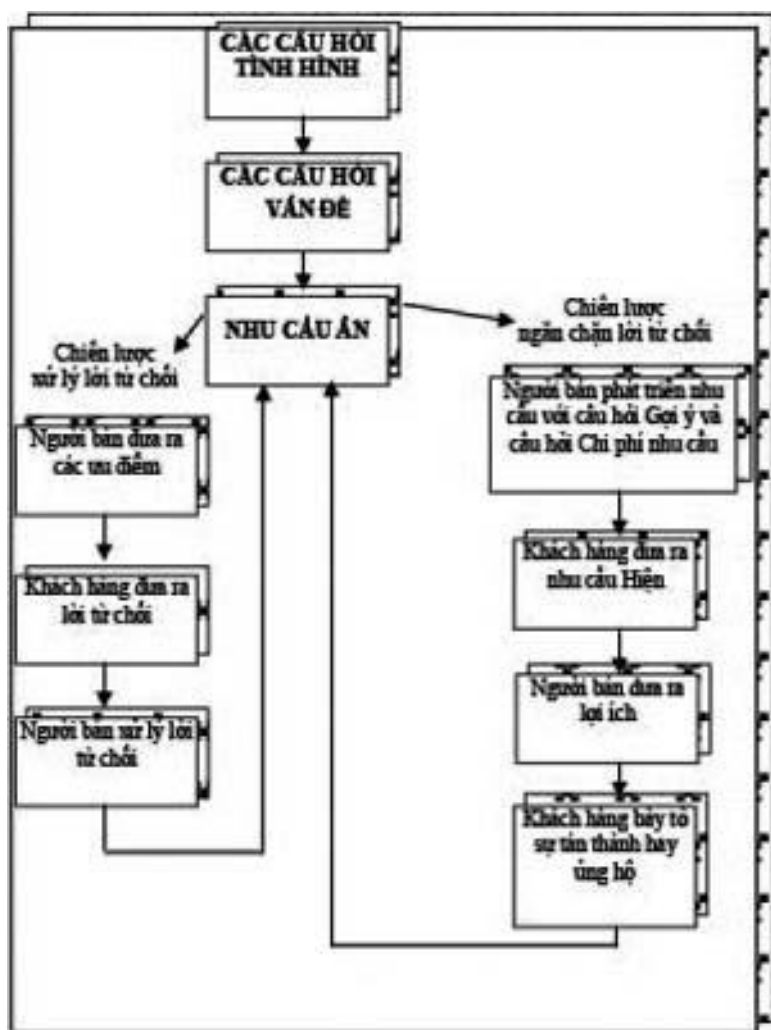 CÁC CÂU HỎI
TÌNH HÌNH
CÁC CÂU HỎI
VẤN ĐỀ
NHU CẦU ẨN
Chiến lược
xử lý lời từ chối
Người bán đưa ra
các ưu điểm
Khách hàng đưa ra
lời từ chối
Người bán xử lý lời
từ chối
Chiến lược
ngăn chặn lời từ chối
Người bán phát triển nhu
cầu với câu hỏi Gợi ý và
câu hỏi Chi phí nhu cầu
Khách hàng đưa ra
nhu cầu Hiện
Người bán đưa ra
lợi ích
Khách hàng bày tỏ
sự tán thành hay
ủng hộ